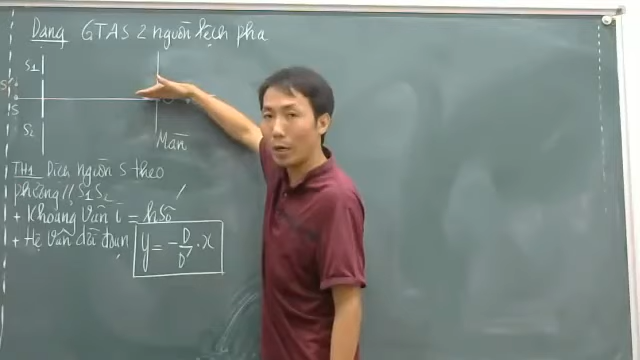 Dạng GTAS 2 nguồn lệch pha
S1
S'
S
O
S2
Màn
TH1 Dịch nguồn S theo
phương // S1S2
+ Khoảng vân i = hSố
+ Hệ vân dời đoạn
y = - D/D' . x